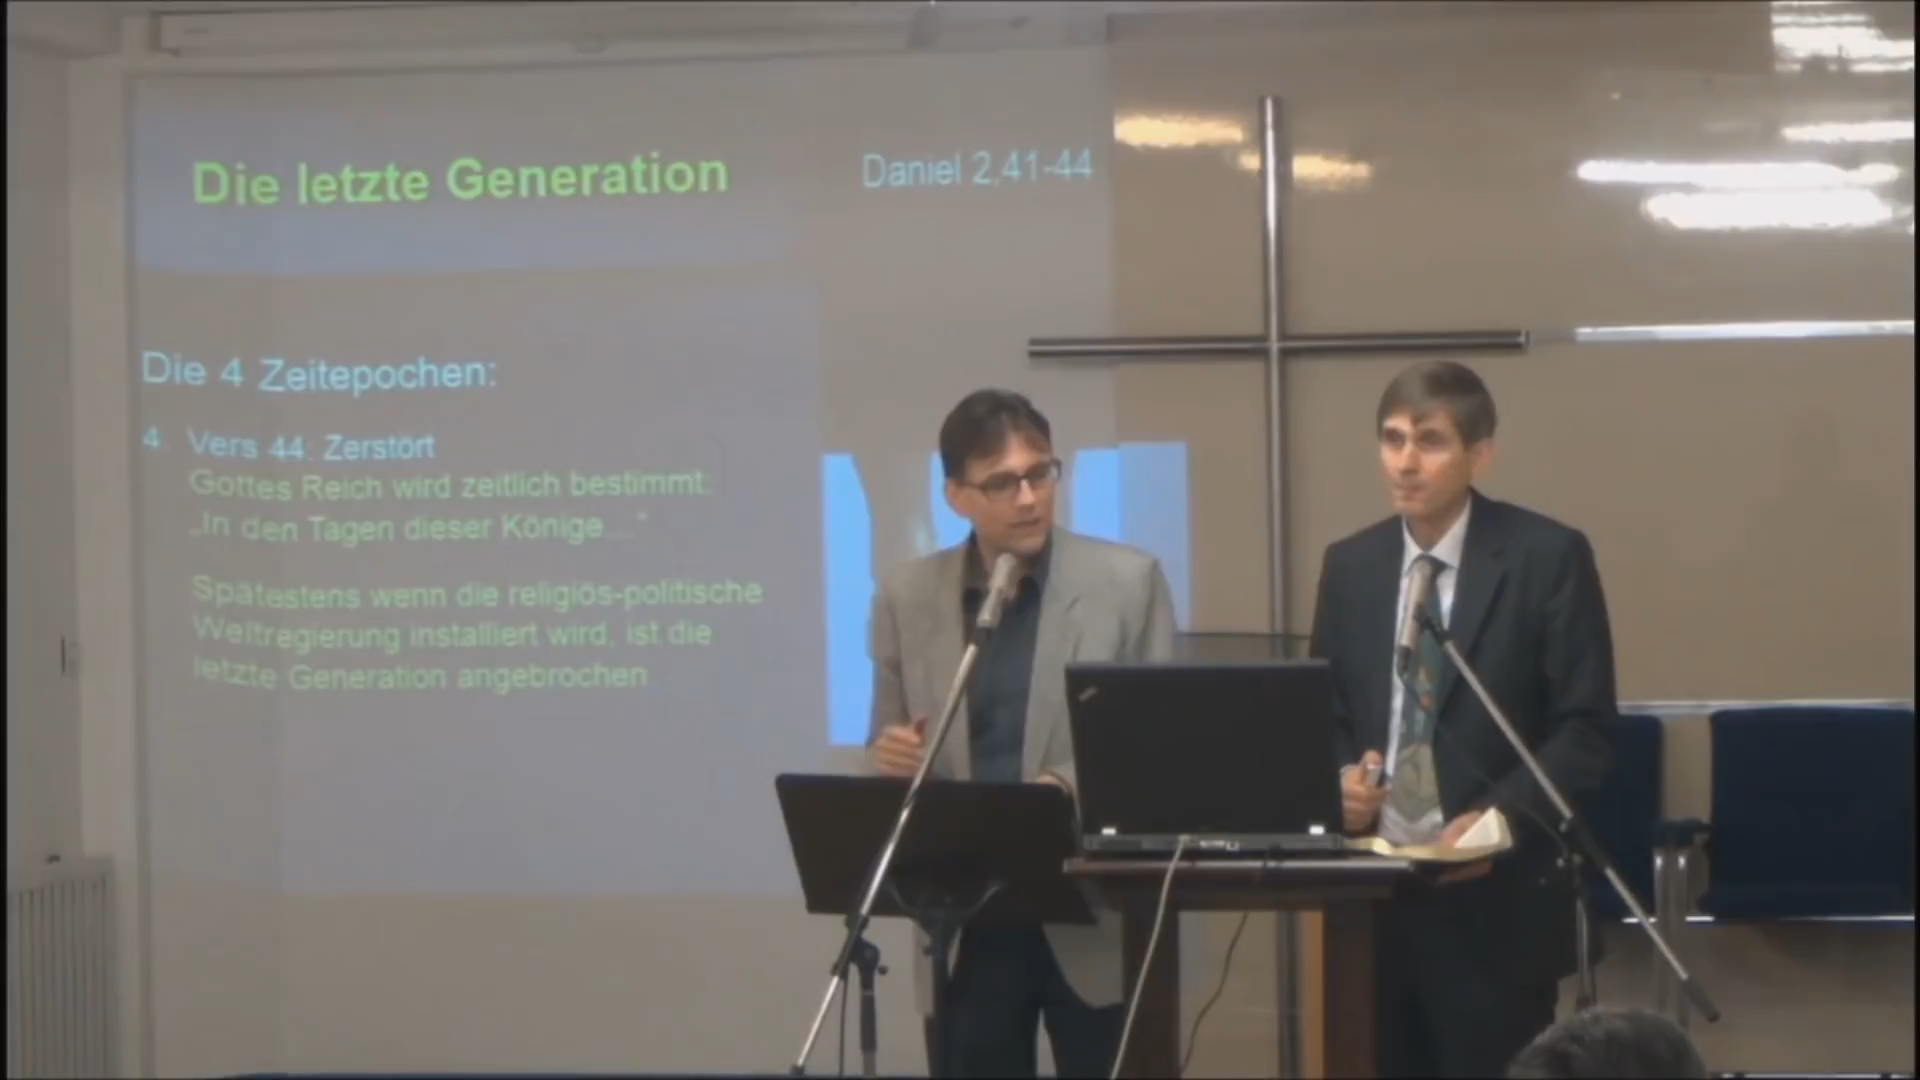 Die letzte Generation
Daniel 2,41-44
Die 4 Zeitepochen:
4. Vers 44: Zerstört
Gottes Reich wird zeitlich bestimmt:
„In den Tagen dieser Könige..."
Spätestens wenn die religiös-politische
Weltregierung installiert wird, ist die
letzte Generation angebrochen.